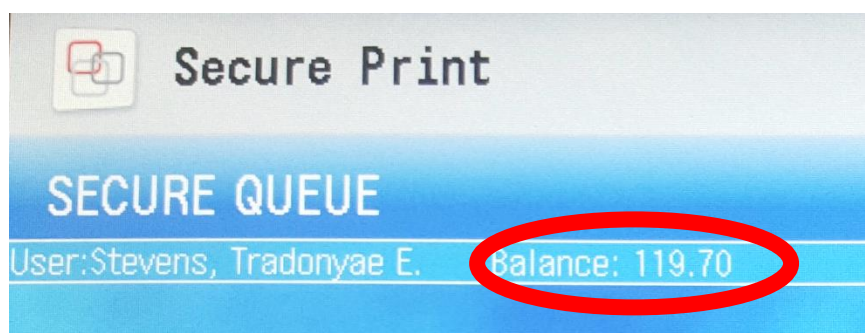 Secure Print
SECURE QUEUE
User:Stevens, Tradonyae E. Balance: 119.70